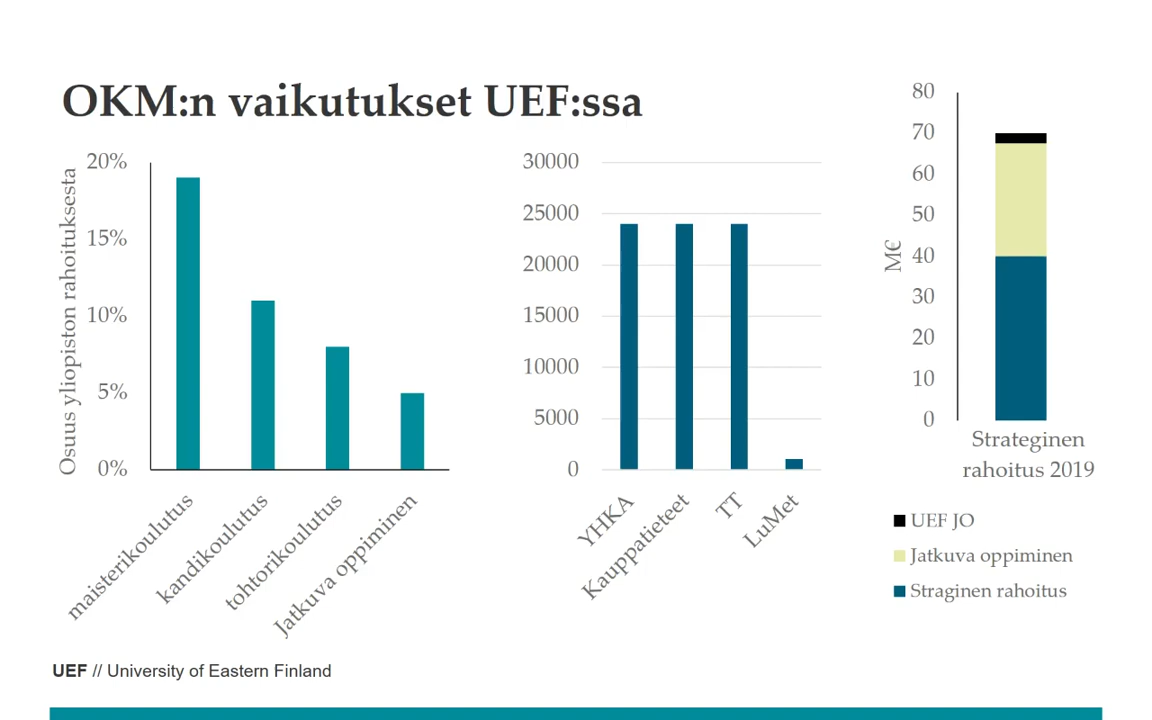 OKM:n vaikutukset UEF:ssa
Osuus yliopiston rahoituksesta
20%
15%
10%
5%
0%
maisterikoulutus
kandikoulutus
tohtorikoulutus
Jatkuva oppiminen
30000
25000
20000
15000
10000
5000
0
YHKA
Kauppatieteet
TT
LuMet
M€
80
70
60
50
40
30
20
10
0
Strateginen
rahoitus 2019
UEF JO
Jatkuva oppiminen
Straginen rahoitus
UEF // University of Eastern Finland